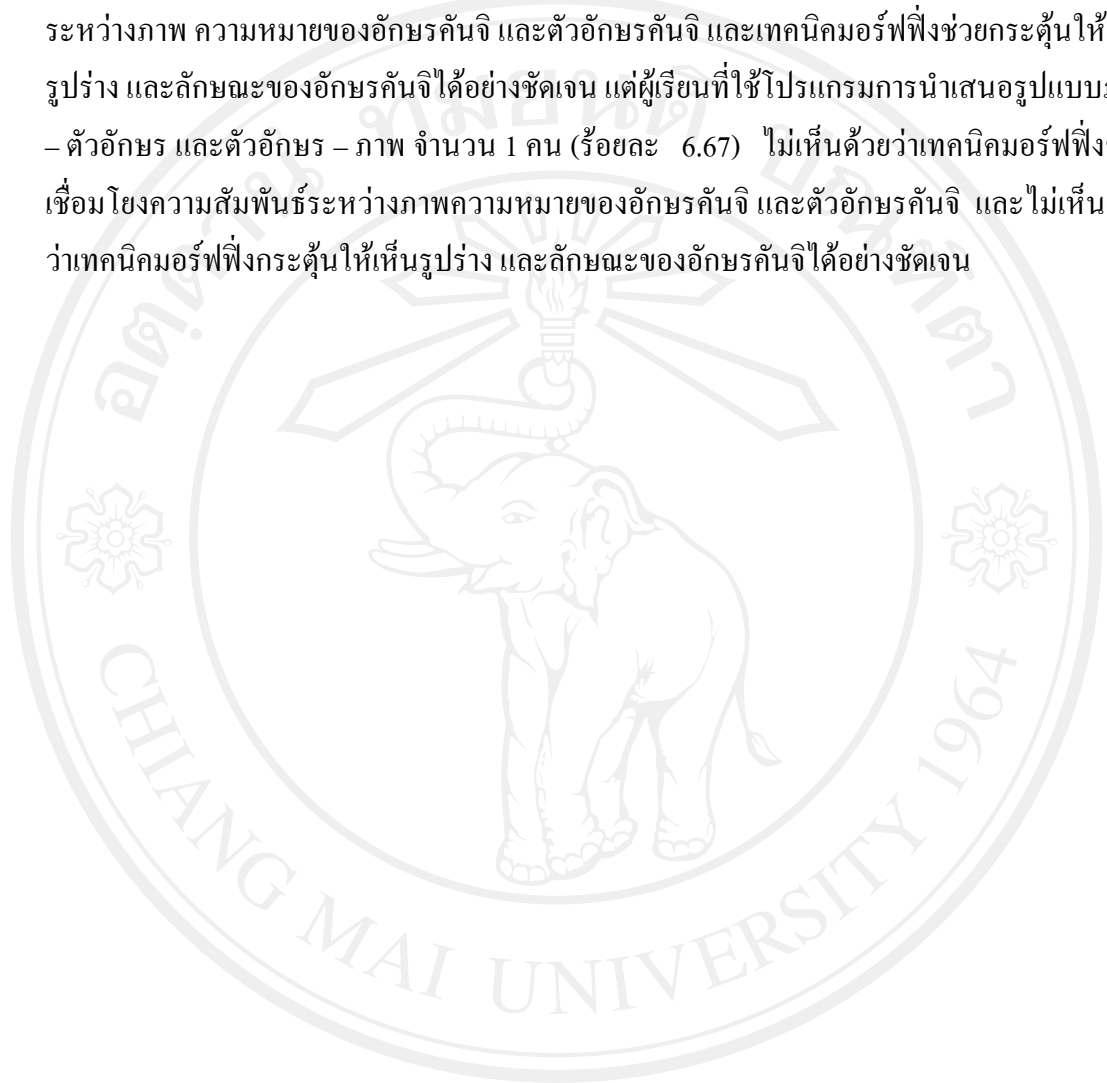 ระหว่างภาพ ความหมายของอักษรคันจิ และตัวอักษรคันจิ และเทคนิคมอร์ฟฟิ่งช่วยกระตุ้นให้
รูปร่าง และลักษณะของอักษรคันจิได้อย่างชัดเจน แต่ผู้เรียนที่ใช้โปรแกรมการนำเสนอรูปแบบ
– ตัวอักษร และตัวอักษร – ภาพ จำนวน 1 คน (ร้อยละ 6.67) ไม่เห็นด้วยว่าเทคนิคมอร์ฟฟิ่ง
เชื่อมโยงความสัมพันธ์ระหว่างภาพความหมายของอักษรคันจิ และตัวอักษรคันจิ และไม่เห็น
ว่าเทคนิคมอร์ฟฟิ่งกระตุ้นให้เห็นรูปร่าง และลักษณะของอักษรคันจิได้อย่างชัดเจน
อตฺตานํ ทมยนฺติ ปณฺฑิตา
CHIANG MAI UNIVERSITY 1964